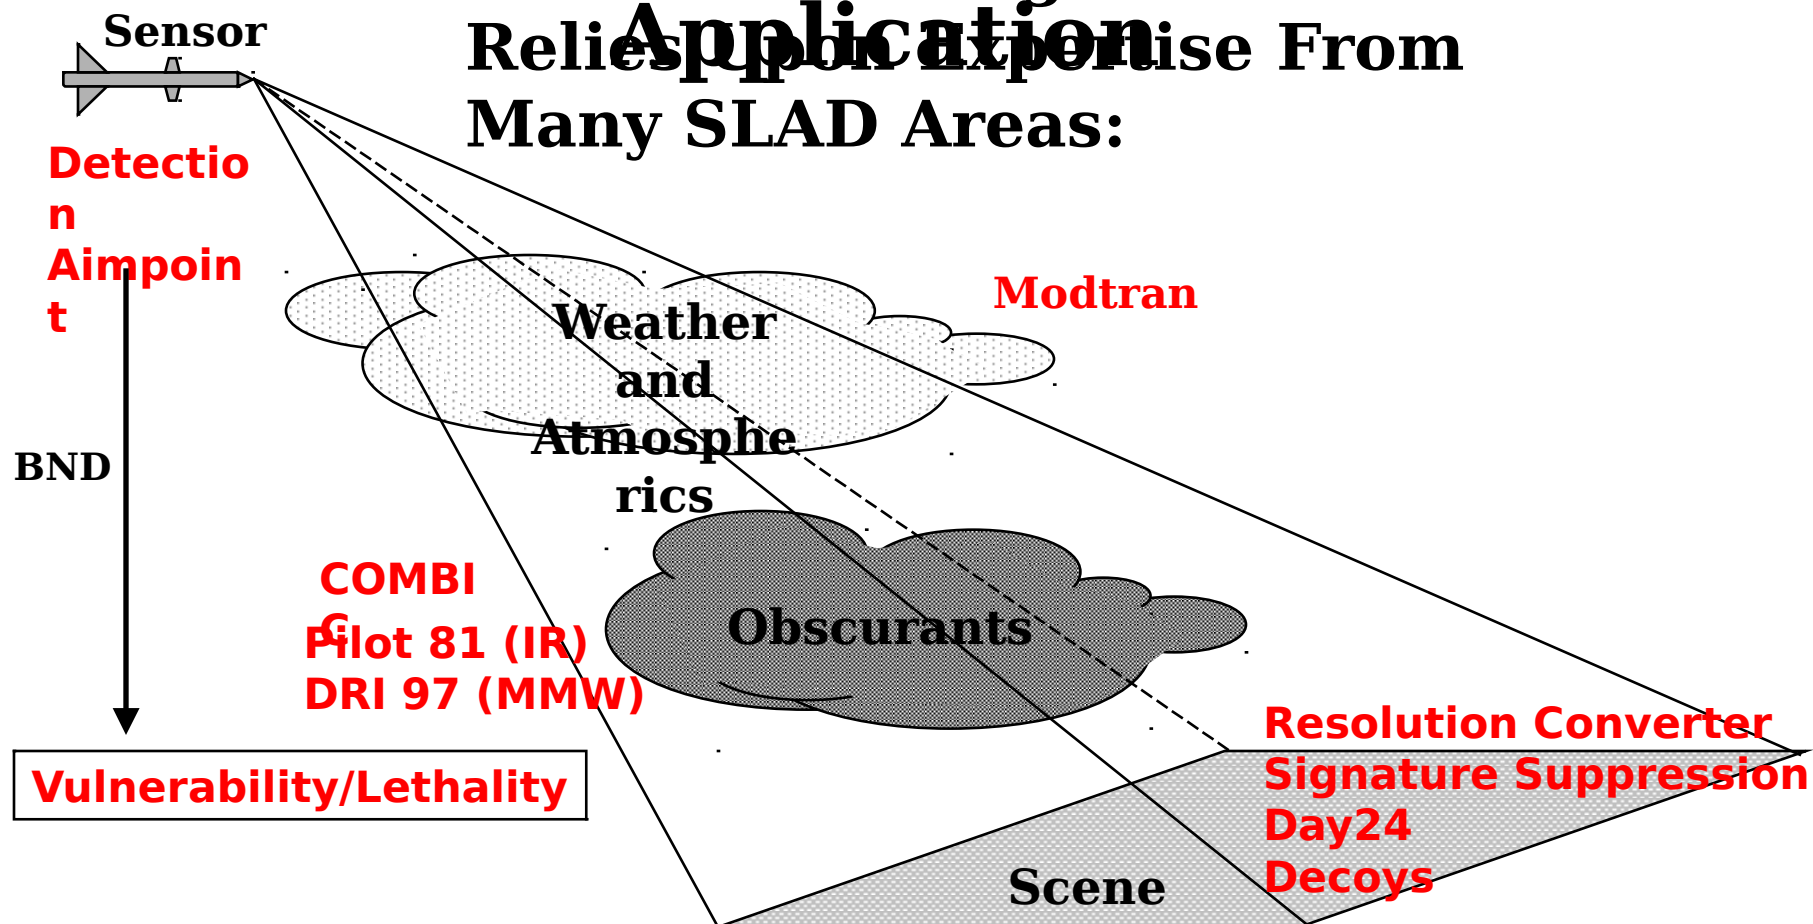 Application
Relies Upon Expertise From
Many SLAD Areas:
Sensor
Detectio
n
Aimpoin
t
Modtran
Weather
and
Atmosphe
rics
BND
COMBI
C
Pilot 81 (IR)
DRI 97 (MMW)
Obscurants
Vulnerability/Lethality
Resolution Converter
Signature Suppression
Day24
Decoys
Scene